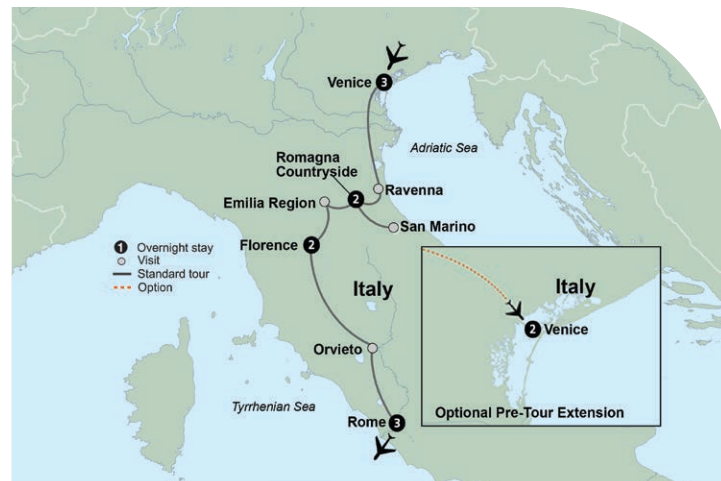 Venice 3
Adriatic Sea
Romagna
Countryside
2
Ravenna
Emilia Region
San Marino
1 Overnight stay
Visit
Standard tour
Option
Florence 2
Italy
Orvieto
Tyrrhenian Sea
Rome 3
Italy
2 Venice
Optional Pre-Tour Extension